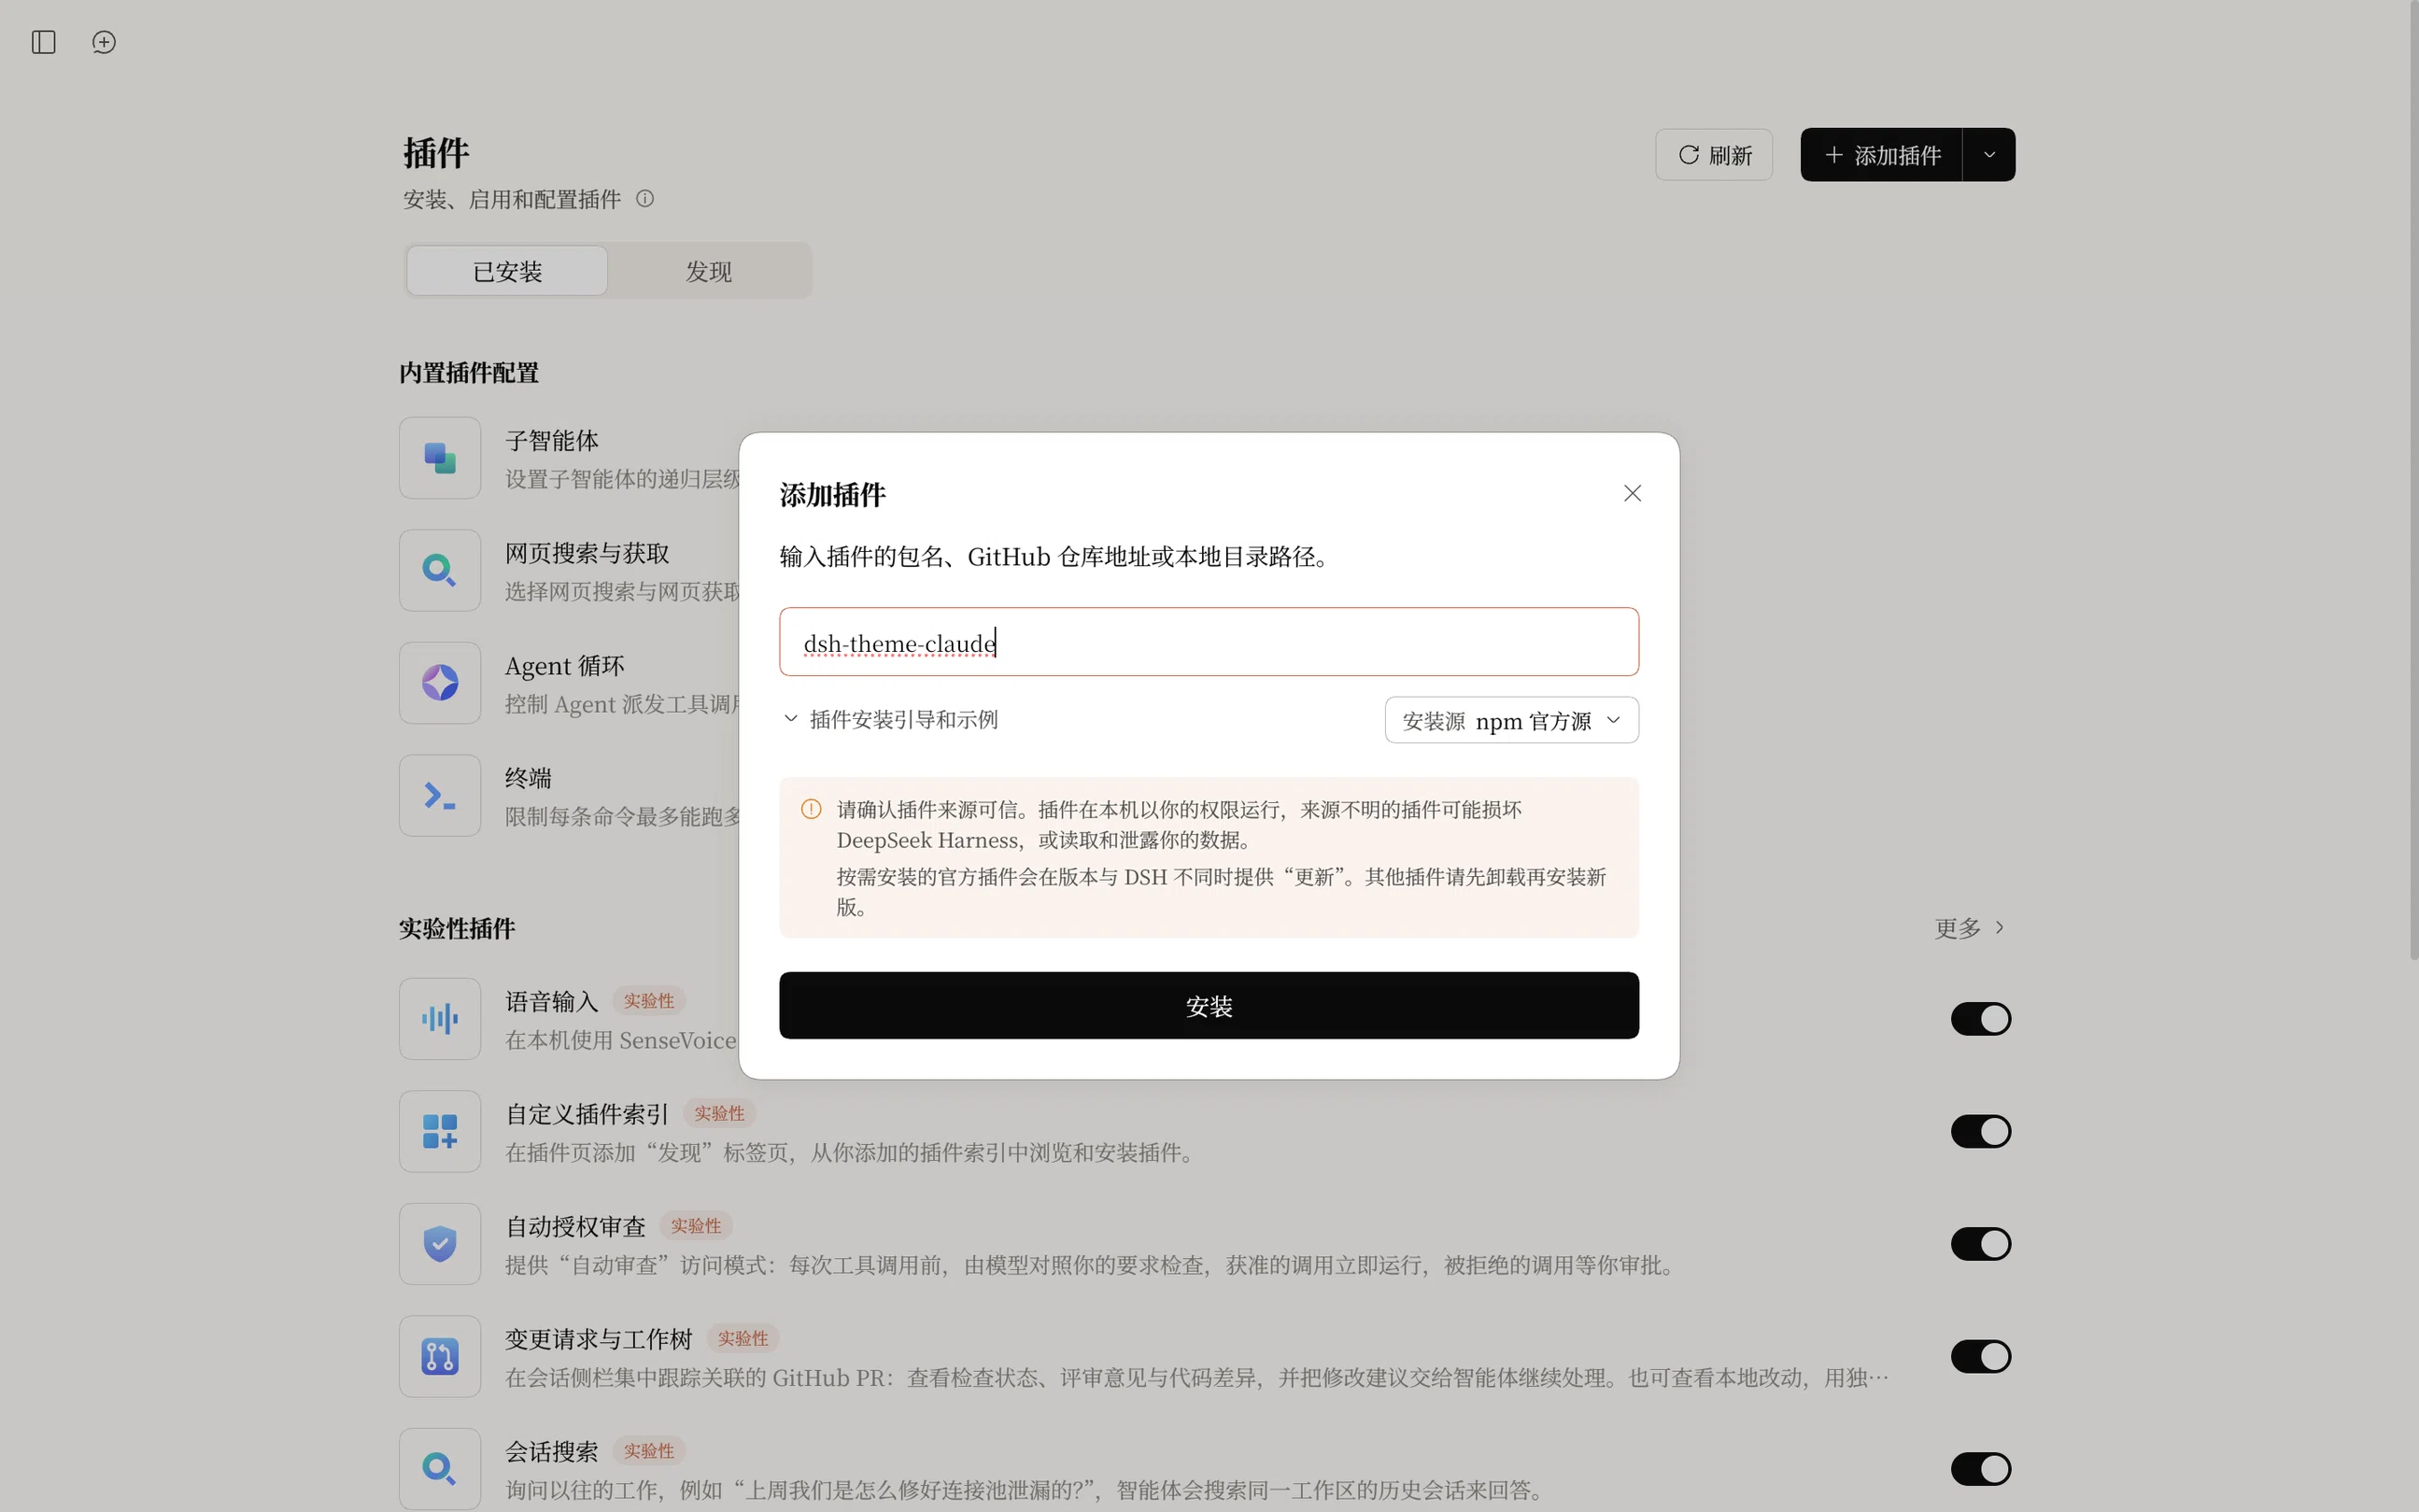 插件
安装、启用和配置插件
刷新
添加插件
已安装
发现
内置插件配置
子智能体
设置子智能体的递归层级
网页搜索与获取
选择网页搜索与网页获取
Agent 循环
控制 Agent 派发工具调用
终端
限制每条命令最多能跑多
添加插件
输入插件的包名、GitHub 仓库地址或本地目录路径。
dsh-theme-claude
插件安装引导和示例
安装源 npm 官方源
请确认插件来源可信。插件在本机以你的权限运行，来源不明的插件可能损坏
DeepSeek Harness，或读取和泄露你的数据。
按需安装的官方插件会在版本与 DSH 不同时提供“更新”。其他插件请先卸载再安装新
版。
安装
实验性插件
更多
语音输入 实验性
在本机使用 SenseVoice
自定义插件索引 实验性
在插件页添加“发现”标签页，从你添加的插件索引中浏览和安装插件。
自动授权审查 实验性
提供“自动审查”访问模式：每次工具调用前，由模型对照你的要求检查，获准的调用立即运行，被拒绝的调用等你审批。
变更请求与工作树 实验性
在会话侧栏集中跟踪关联的 GitHub PR：查看检查状态、评审意见与代码差异，并把修改建议交给智能体继续处理。也可查看本地改动，用独…
会话搜索 实验性
询问以往的工作，例如“上周我们是怎么修好连接池泄漏的？”，智能体会搜索同一工作区的历史会话来回答。